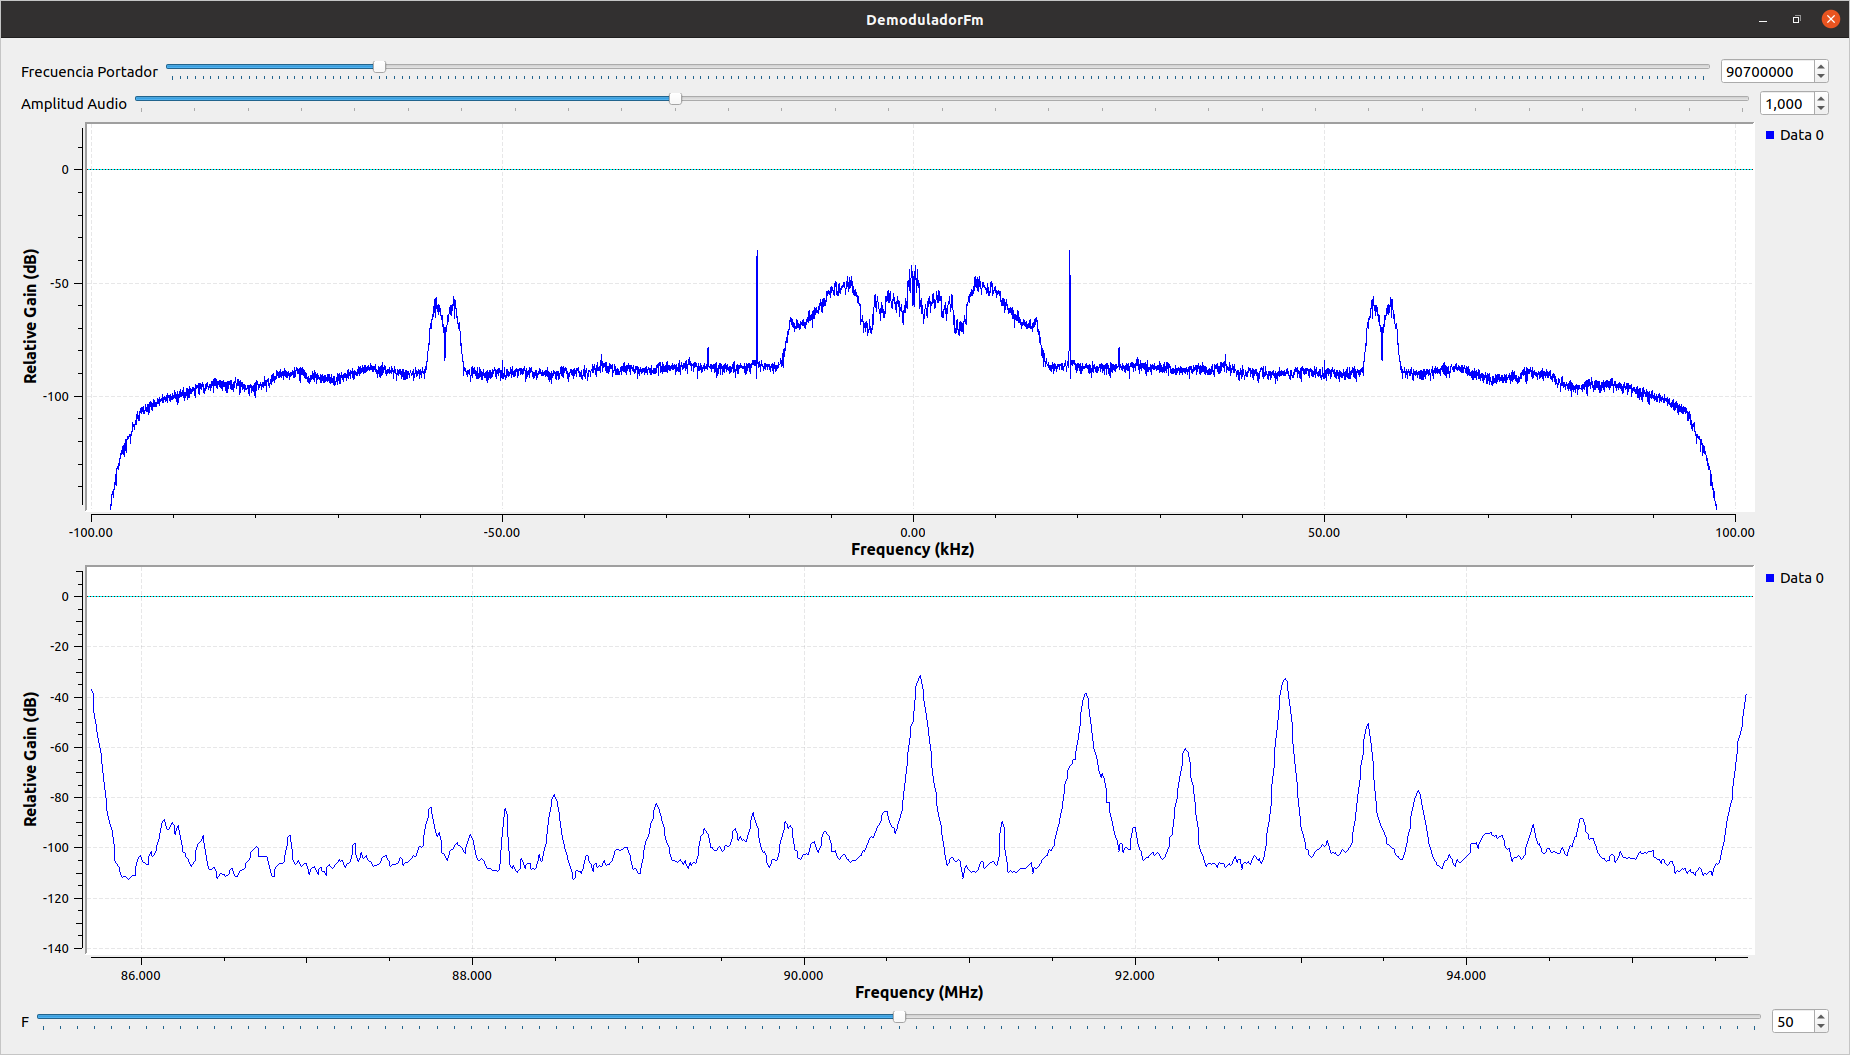 DemoduladorFm
Frecuencia Portador
90700000
Amplitud Audio
1,000
Data 0
0
-50
-100
Relative Gain (dB)
-100.00
-50.00
0.00
50.00
100.00
Frequency (kHz)
Data 0
0
-20
-40
-60
-80
-100
-120
-140
Relative Gain (dB)
86.000
88.000
90.000
92.000
94.000
Frequency (MHz)
F
50